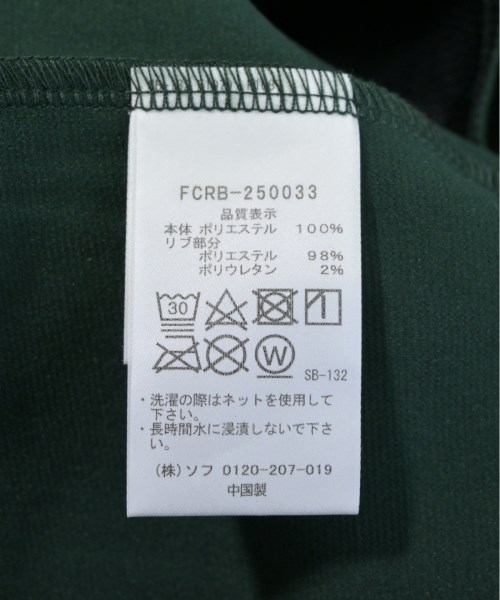 FCRB-250033
品質表示
本体 ポリエステル 100%
リブ部分
ポリエステル 98%
ポリウレタン 2%
30
W
SB-132
・洗濯の際はネットを使用して
下さい。
・長時間水に浸漬しないで下さ
い。
(株)ソフ 0120-207-019
中国製